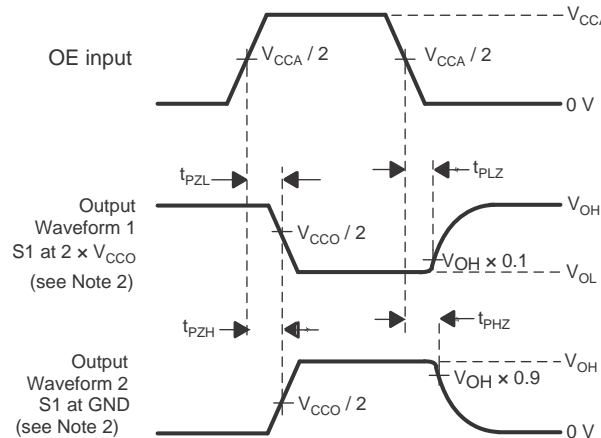 V_CCA
OE input
V_CCA / 2
V_CCA / 2
0 V
t_PZL
t_PLZ
Output
Waveform 1
S1 at 2 × V_CCO
(see Note 2)
V_OH
V_CCO / 2
V_OH × 0.1
V_OL
t_PZH
t_PHZ
Output
Waveform 2
S1 at GND
(see Note 2)
V_OH
V_OH × 0.9
V_CCO / 2
0 V